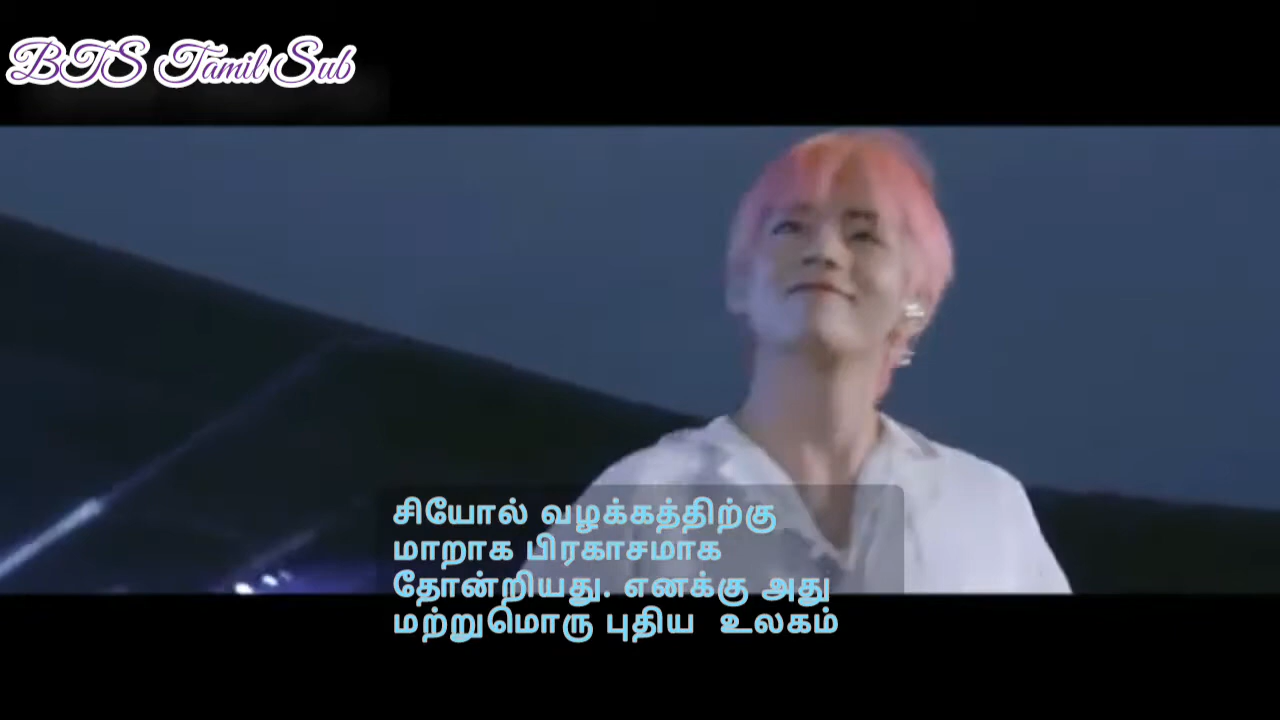 BTS Tamil Sub
சியோல் வழக்கத்திற்கு
மாறாக பிரகாசமாக
தோன்றியது. எனக்கு அது
மற்றுமொரு புதிய உலகம்